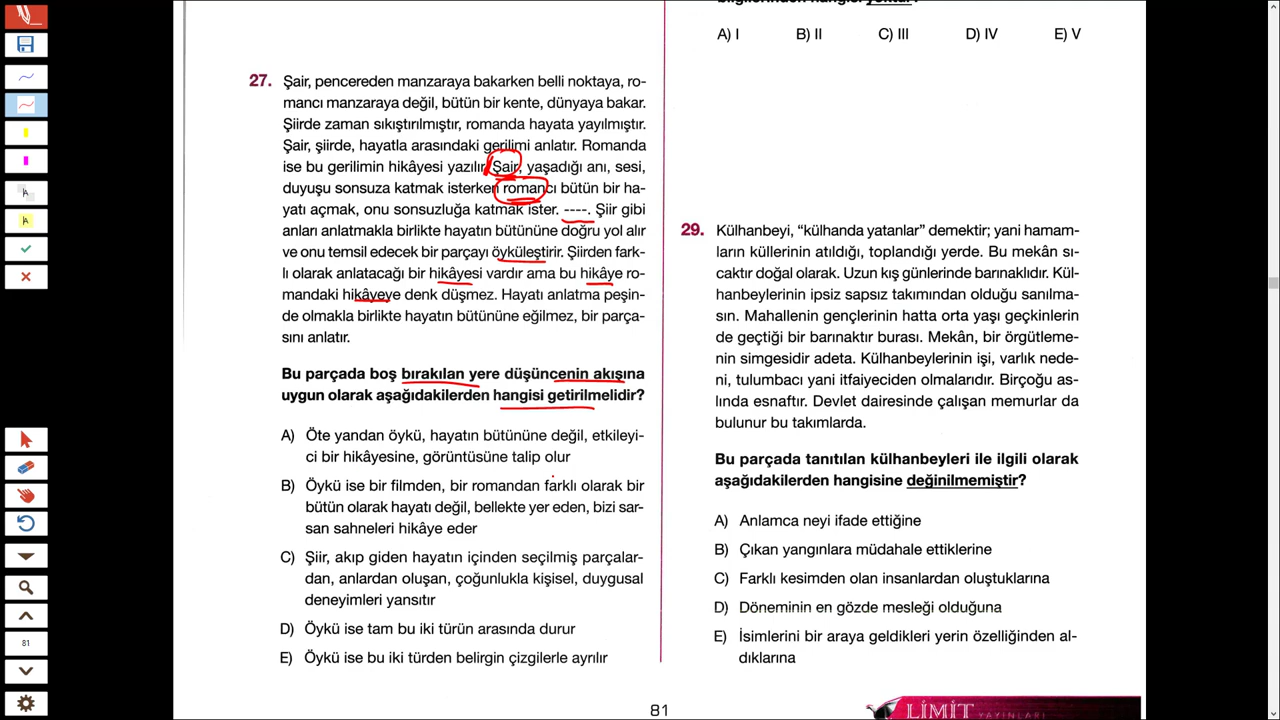 bilgilerinden hangisi yoktur?
A) I B) II C) III D) IV E) V
27. Şair, pencereden manzaraya bakarken belli noktaya, ro-
mancı manzaraya değil, bütün bir kente, dünyaya bakar.
Şiirde zaman sıkıştırılmıştır, romanda hayata yayılmıştır.
Şair, şiirde, hayatla arasındaki gerilimi anlatır. Romanda
ise bu gerilimin hikâyesi yazılır. Şair, yaşadığı anı, sesi,
duyuşu sonsuza katmak isterken romancı bütün bir ha-
yatı açmak, onu sonsuzluğa katmak ister. ----. Şiir gibi
anları anlatmakla birlikte hayatın bütününe doğru yol alır
ve onu temsil edecek bir parçayı öyküleştirir. Şiirden fark-
lı olarak anlatacağı bir hikâyesi vardır ama bu hikâye ro-
mandaki hikâyeye denk düşmez. Hayatı anlatma peşin-
de olmakla birlikte hayatın bütününe eğilmez, bir parça-
sını anlatır.
Bu parçada boş bırakılan yere düşüncenin akışına
uygun olarak aşağıdakilerden hangisi getirilmelidir?
A) Öte yandan öykü, hayatın bütününe değil, etkileyi-
ci bir hikâyesine, görüntüsüne talip olur
B) Öykü ise bir filmden, bir romandan farklı olarak bir
bütün olarak hayatı değil, bellekte yer eden, bizi sar-
san sahneleri hikâye eder
C) Şiir, akıp giden hayatın içinden seçilmiş parçalar-
dan, anlardan oluşan, çoğunlukla kişisel, duygusal
deneyimleri yansıtır
D) Öykü ise tam bu iki türün arasında durur
E) Öykü ise bu iki türden belirgin çizgilerle ayrılır
29. Külhanbeyi, “külhanda yatanlar” demektir; yani hamam-
ların küllerinin atıldığı, toplandığı yerde. Bu mekân sı-
caktır doğal olarak. Uzun kış günlerinde barınaklıdır. Kül-
hanbeylerinin ipsiz sapsız takımından olduğu sanılma-
sın. Mahallenin gençlerinin hatta orta yaşı geçkinlerin
de geçtiği bir barınaktır burası. Mekân, bir örgütleme-
nin simgesidir adeta. Külhanbeylerinin işi, varlık nede-
ni, tulumbacı yani itfaiyeciden olmalarıdır. Birçoğu as-
lında esnaftır. Devlet dairesinde çalışan memurlar da
bulunur bu takımlarda.
Bu parçada tanıtılan külhanbeyleri ile ilgili olarak
aşağıdakilerden hangisine değinilmemiştir?
A) Anlamca neyi ifade ettiğine
B) Çıkan yangınlara müdahale ettiklerine
C) Farklı kesimden olan insanlardan oluştuklarına
D) Döneminin en gözde mesleği olduğuna
E) İsimlerini bir araya geldikleri yerin özelliğinden al-
dıklarına
81
LİMİT YAYINLARI
81